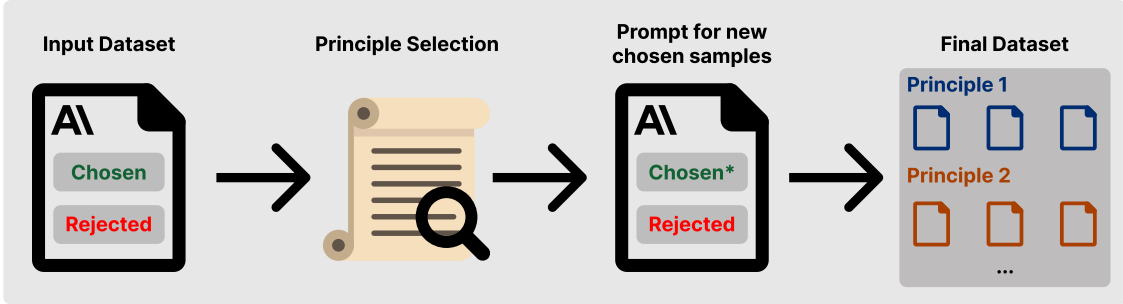 Input Dataset
Principle Selection
Prompt for new
chosen samples
Final Dataset
A\
Chosen
Rejected
A\
Chosen*
Rejected
Principle 1
Principle 2
...